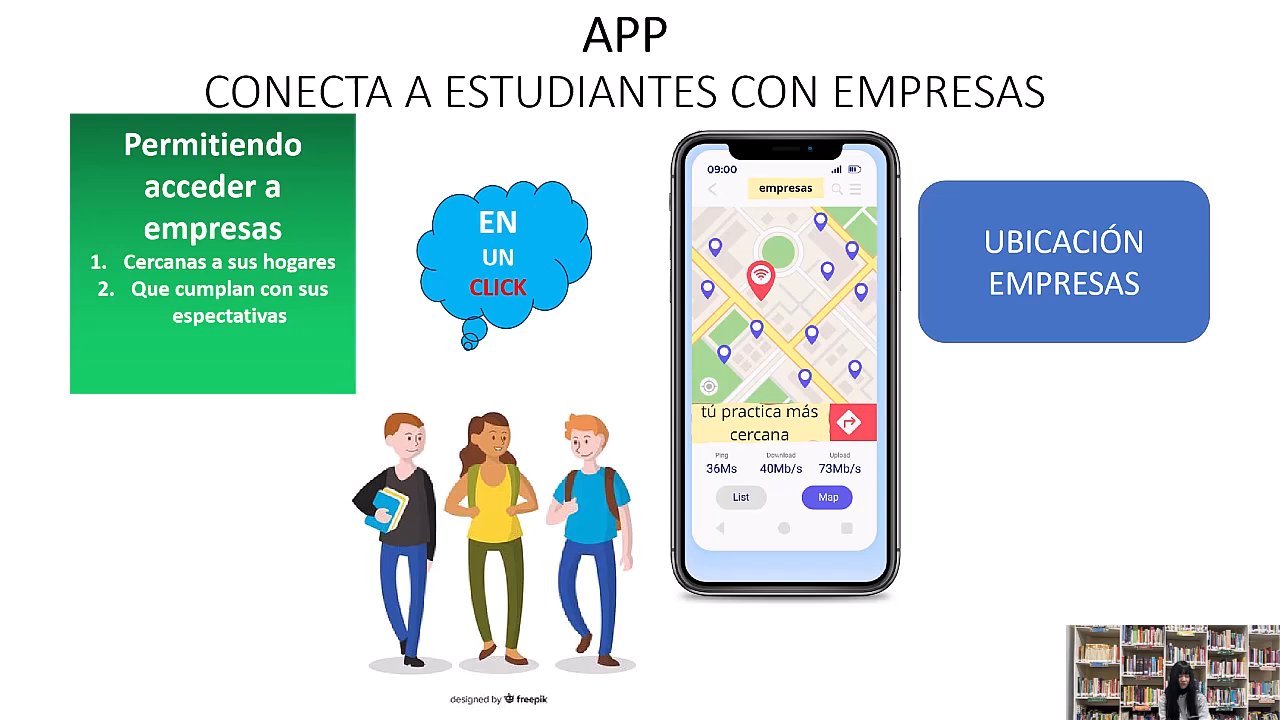 APP
CONECTA A ESTUDIANTES CON EMPRESAS
Permitiendo
acceder a
empresas
1. Cercanas a sus hogares
2. Que cumplan con sus
espectativas
EN
UN
CLICK
09:00
empresas
tú practica más
cercana
Ping Download Upload
36Ms 40Mb/s 73Mb/s
List Map
UBICACIÓN
EMPRESAS
designed by freepik